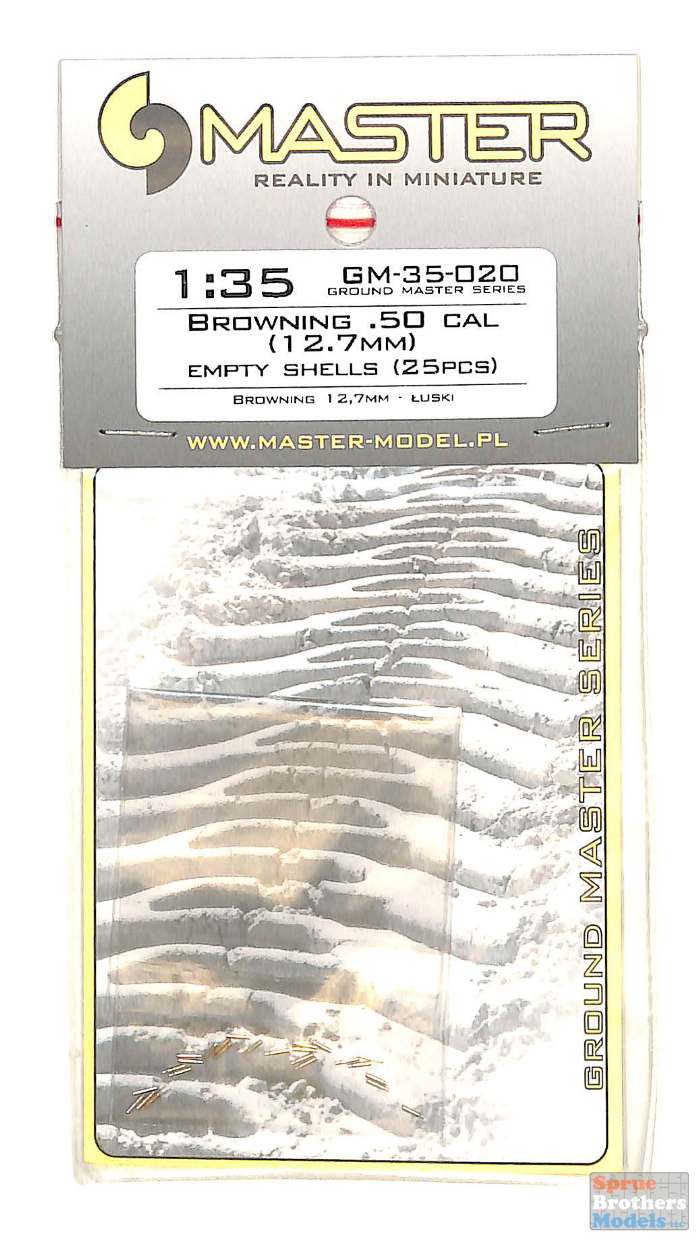 MASTER
REALITY IN MINIATURE
1:35
GM-35-020
GROUND MASTER SERIES
BROWNING .50 CAL
(12.7MM)
EMPTY SHELLS (25PCS)
BROWNING 12,7MM - ŁUSKI
WWW.MASTER-MODEL.PL
GROUND MASTER SERIES
Sprue
Brothers
Models LLC